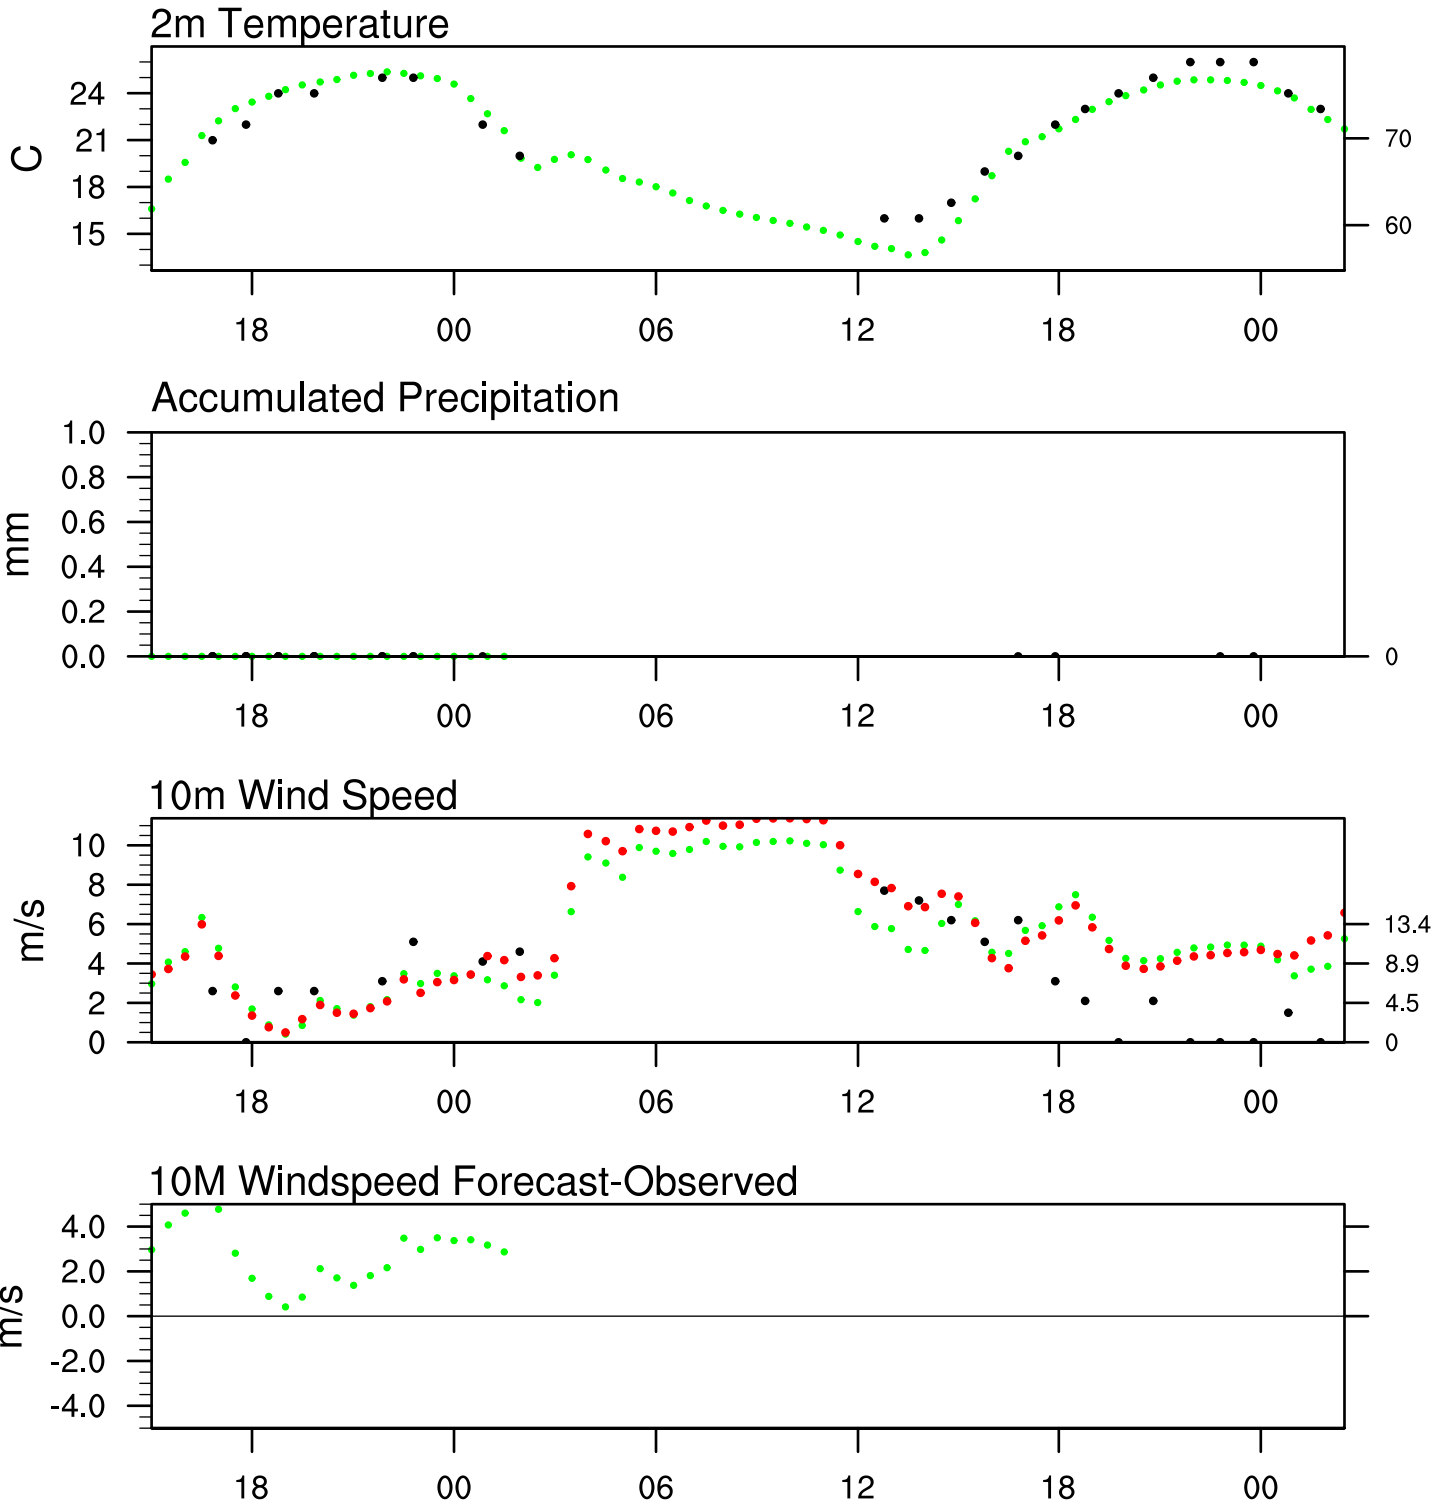 2m Temperature
24
21
18
15
C
70
60
18 00 06 12 18 00
Accumulated Precipitation
1.0
0.8
0.6
0.4
0.2
0.0
mm
0
18 00 06 12 18 00
10m Wind Speed
10
8
6
4
2
0
m/s
13.4
8.9
4.5
0
18 00 06 12 18 00
10M Windspeed Forecast-Observed
4.0
2.0
0.0
-2.0
-4.0
m/s
18 00 06 12 18 00